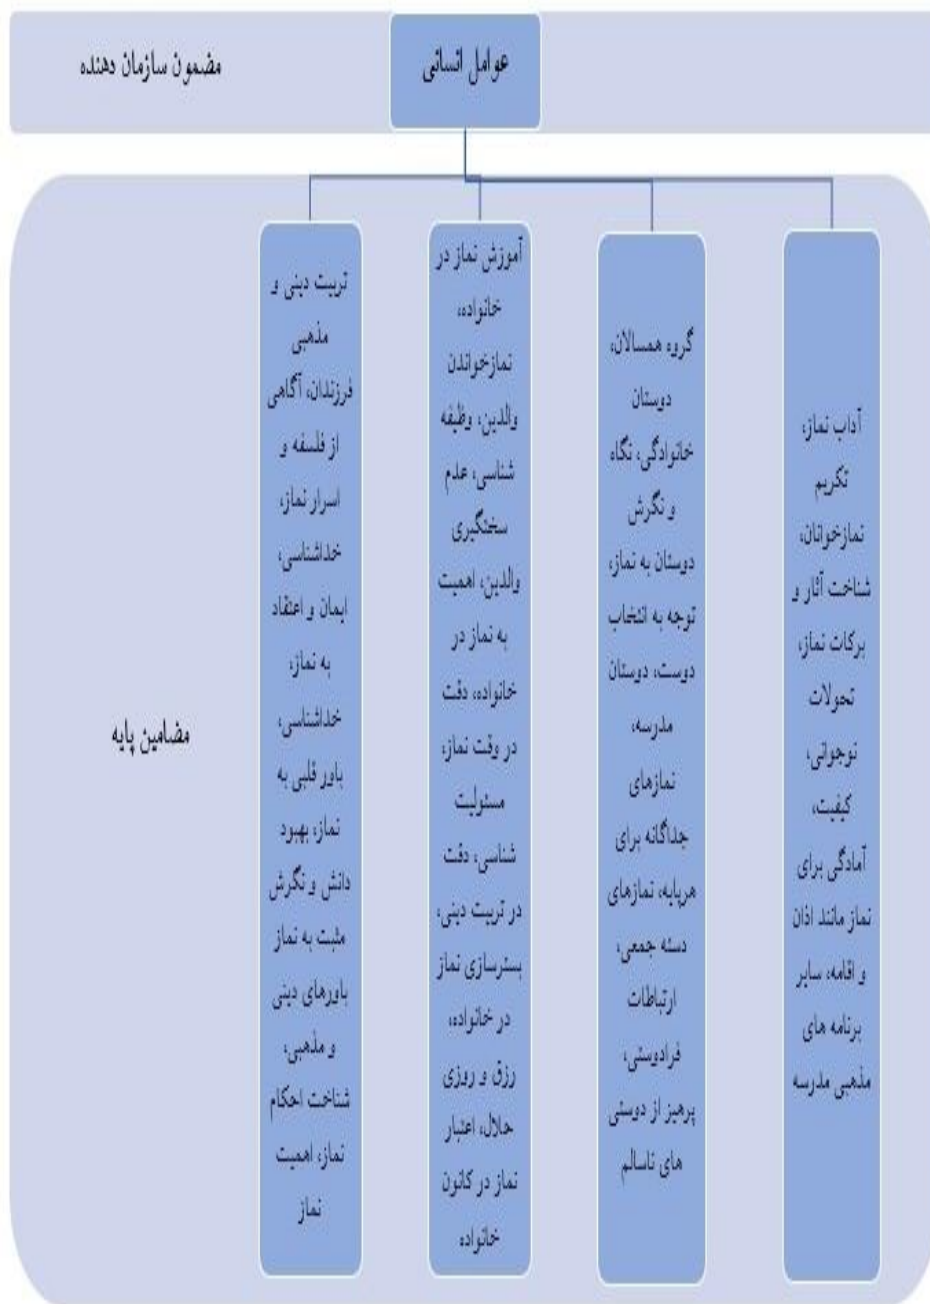 عوامل انسانی
مضمون سازمان دهنده
آداب نماز،
تکریم
نمازخوانان،
شناخت آثار و
برکات نماز،
تحولات
نوجوانی،
کیفیت،
آمادگی برای
نماز مانند اذان
و اقامه، سایر
برنامه های
مذهبی مدرسه
گروه همسالان،
دوستان
خانوادگی، نگاه
و نگرش
دوستان به نماز،
توجه به انتخاب
دوست، دوستان
مدرسه،
نمازهای
جداگانه برای
هرپایه، نمازهای
دسته جمعی،
ارتباطات
فرادوستی،
پرهیز از دوستی
های ناسالم
آموزش نماز در
خانواده،
نمازخواندن
والدین، وظیفه
شناسی، عدم
سختگیری
والدین، اهمیت
به نماز در
خانواده، دقت
در وقت نماز،
مسئولیت
شناسی، دقت
در تربیت دینی،
بسترسازی نماز
در خانواده،
رزق و روزی
حلال، اعتبار
نماز در کانون
خانواده
تربیت دینی و
مذهبی
فرزندان، آگاهی
از فلسفه و
اسرار نماز،
خداشناسی،
ایمان و اعتقاد
به نماز،
خداشناسی،
باور قلبی به
نماز، بهبود
دانش و نگرش
مثبت به نماز
باورهای دینی
و مذهبی،
شناخت احکام
نماز، اهمیت
نماز
مضامین پایه